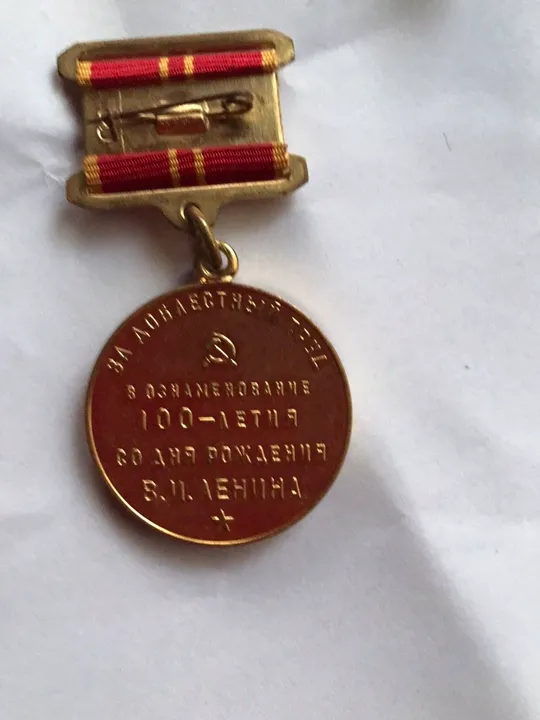 ЗА ДОБЛЕСТНЫЙ ТРУД
В ОЗНАМЕНОВАНИЕ
100-ЛЕТИЯ
СО ДНЯ РОЖДЕНИЯ
В.И. ЛЕНИНА